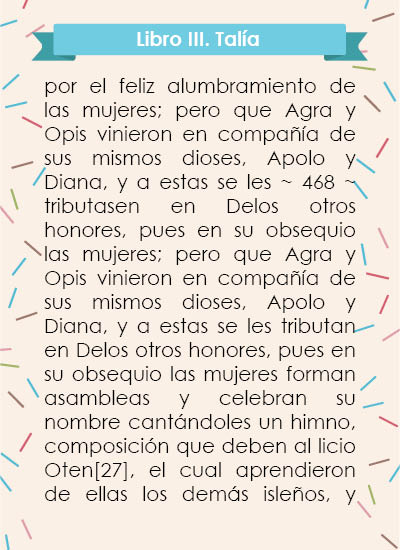 Libro III. Talía
por el feliz alumbramiento de
las mujeres; pero que Agra y
Opis vinieron en compañía de
sus mismos dioses, Apolo y
Diana, y a estas se les ~ 468 ~
tributasen en Delos otros
honores, pues en su obsequio
las mujeres; pero que Agra y
Opis vinieron en compañía de
sus mismos dioses, Apolo y
Diana, y a estas se les tributan
en Delos otros honores, pues en
su obsequio las mujeres forman
asambleas y celebran su
nombre cantándoles un himno,
composición que deben al licio
Oten[27], el cual aprendieron
de ellas los demás isleños, y